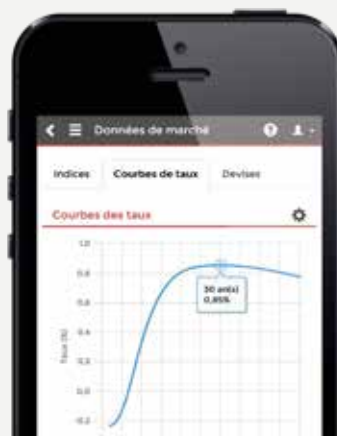 Données de marché
Indices Courbes de taux Devises
Courbes des taux
1,0
0,8
30 an(s)
0,85%
0,6
0,4
Taux (%)
0,2
0,0
-0,2